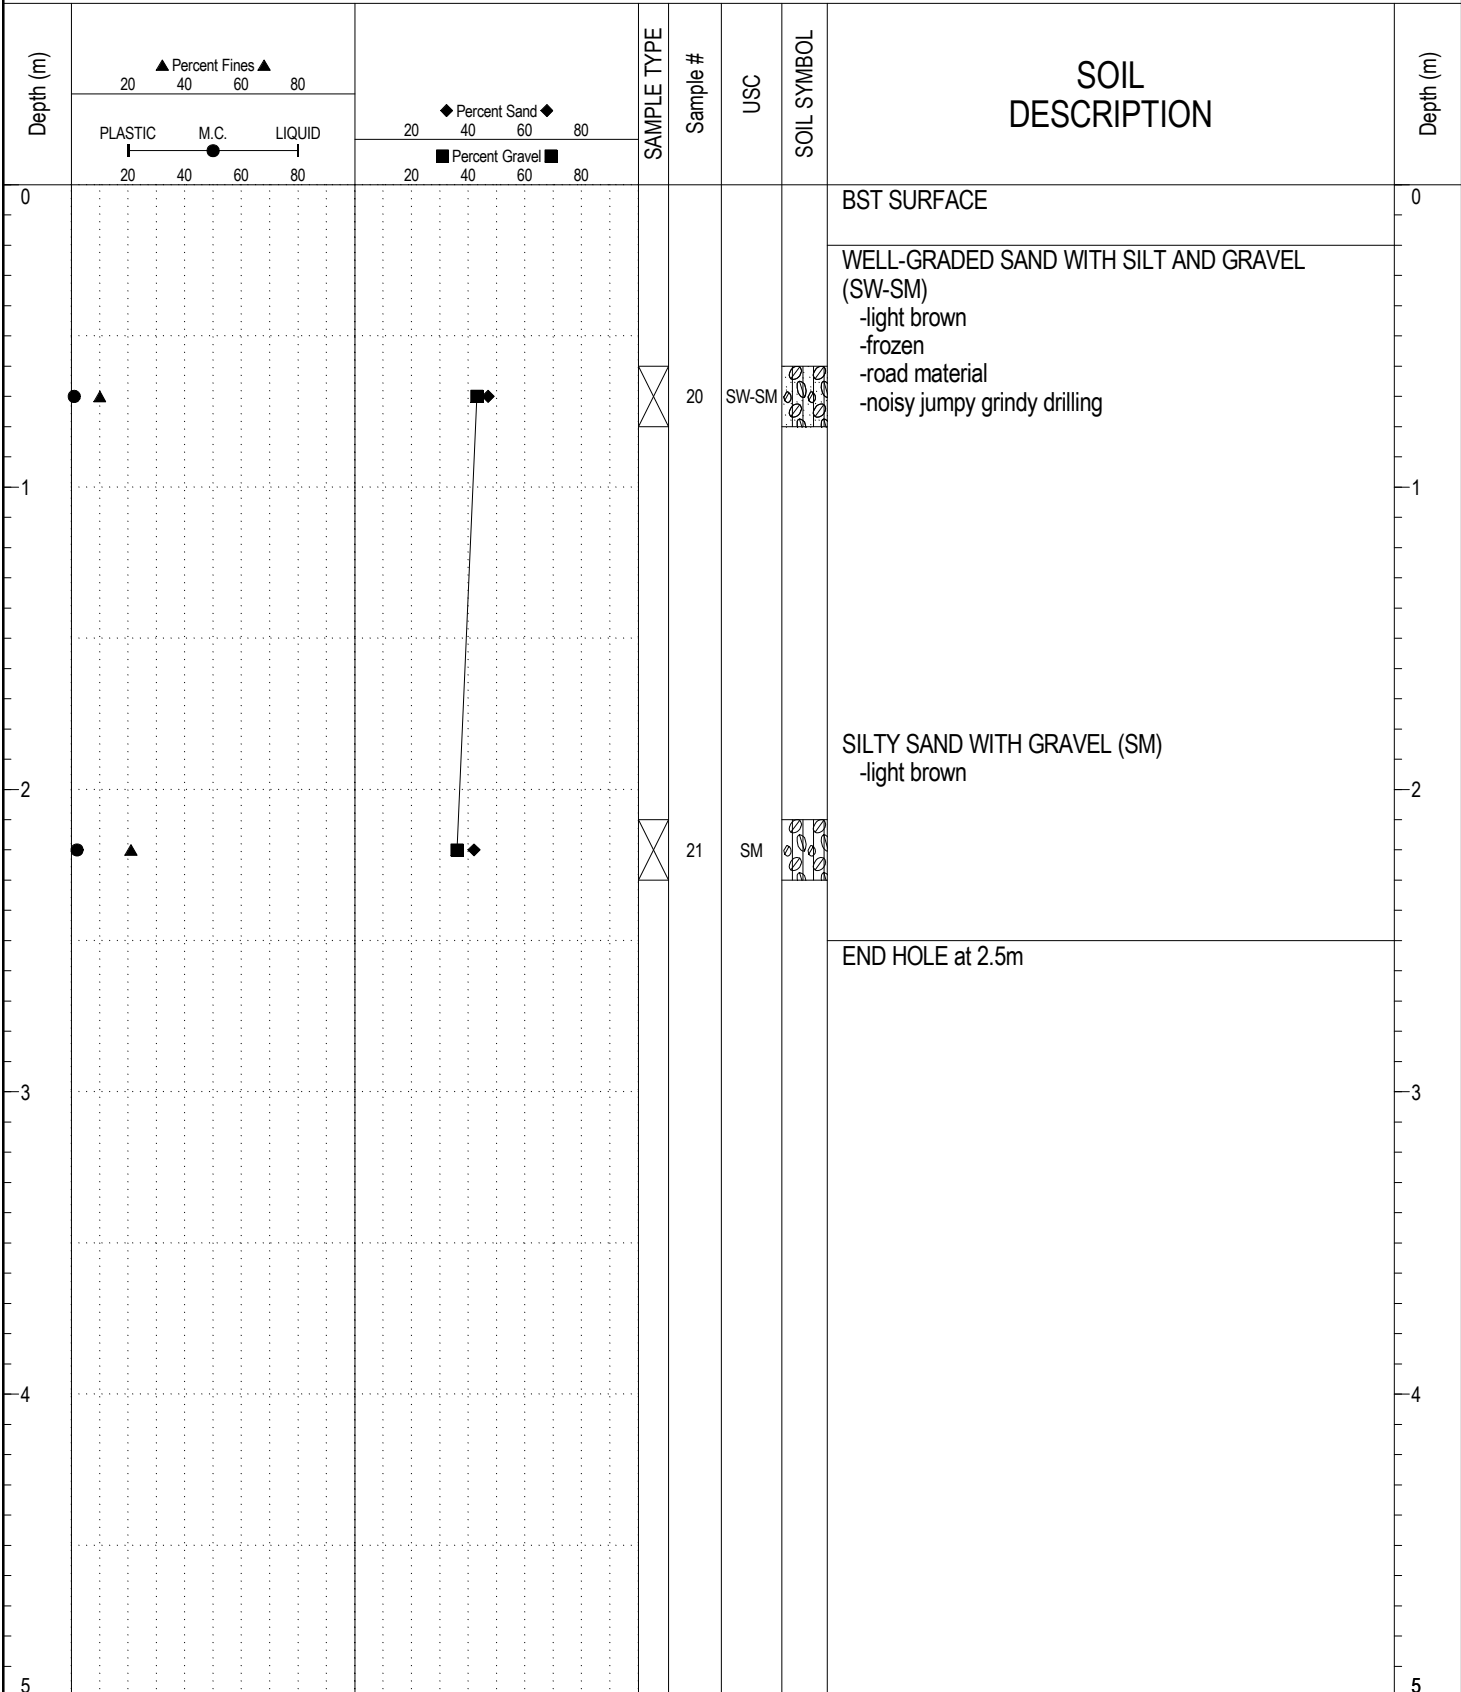 Depth (m)
▲ Percent Fines ▲
20 40 60 80
PLASTIC M.C. LIQUID
20 40 60 80
◆ Percent Sand ◆
20 40 60 80
■ Percent Gravel ■
20 40 60 80
SAMPLE TYPE
Sample #
USC
SOIL SYMBOL
SOIL
DESCRIPTION
Depth (m)
0
BST SURFACE
0
WELL-GRADED SAND WITH SILT AND GRAVEL
(SW-SM)
-light brown
-frozen
-road material
20 SW-SM
-noisy jumpy grindy drilling
1
1
SILTY SAND WITH GRAVEL (SM)
-light brown
2
2
21 SM
END HOLE at 2.5m
3
3
4
4
5
5